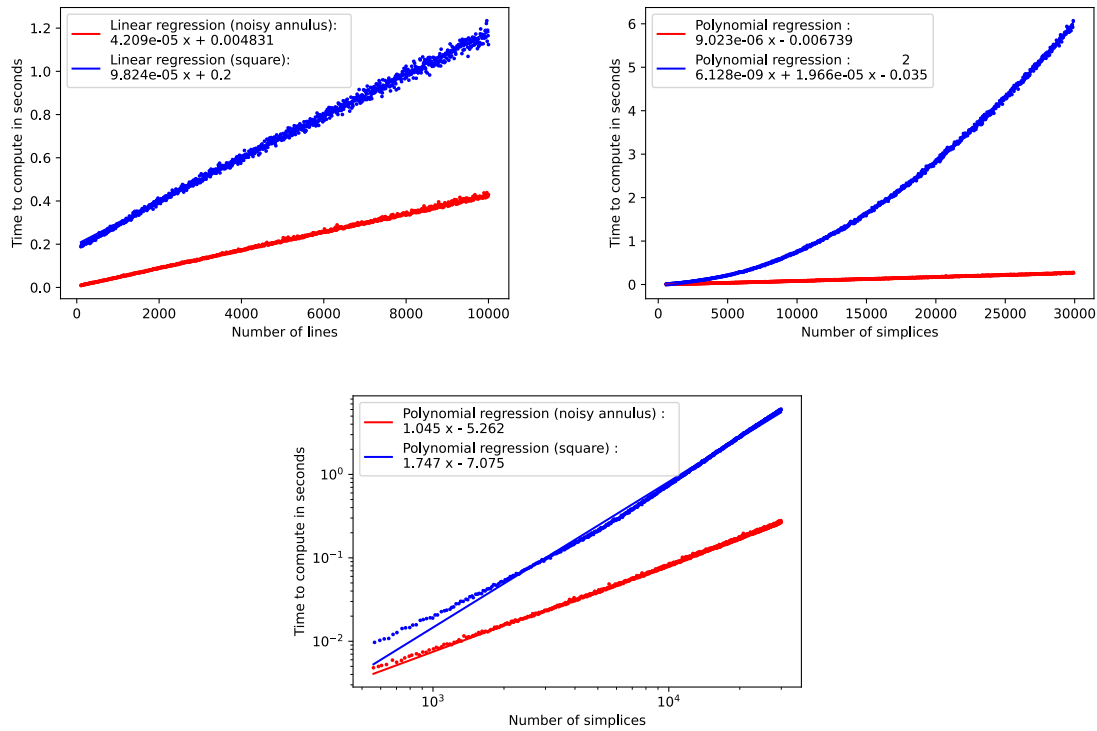 Linear regression (noisy annulus):
4.209e-05 x + 0.004831
Linear regression (square):
9.824e-05 x + 0.2
1.2
1.0
0.8
0.6
0.4
0.2
0.0
Time to compute in seconds
0
2000
4000
6000
8000
10000
Number of lines
Polynomial regression :
9.023e-06 x - 0.006739
Polynomial regression : 2
6.128e-09 x + 1.966e-05 x - 0.035
6
5
4
3
2
1
0
Time to compute in seconds
0
5000
10000
15000
20000
25000
30000
Number of simplices
Polynomial regression (noisy annulus) :
1.045 x - 5.262
Polynomial regression (square) :
1.747 x - 7.075
10⁰
10⁻¹
10⁻²
Time to compute in seconds
10³
10⁴
Number of simplices